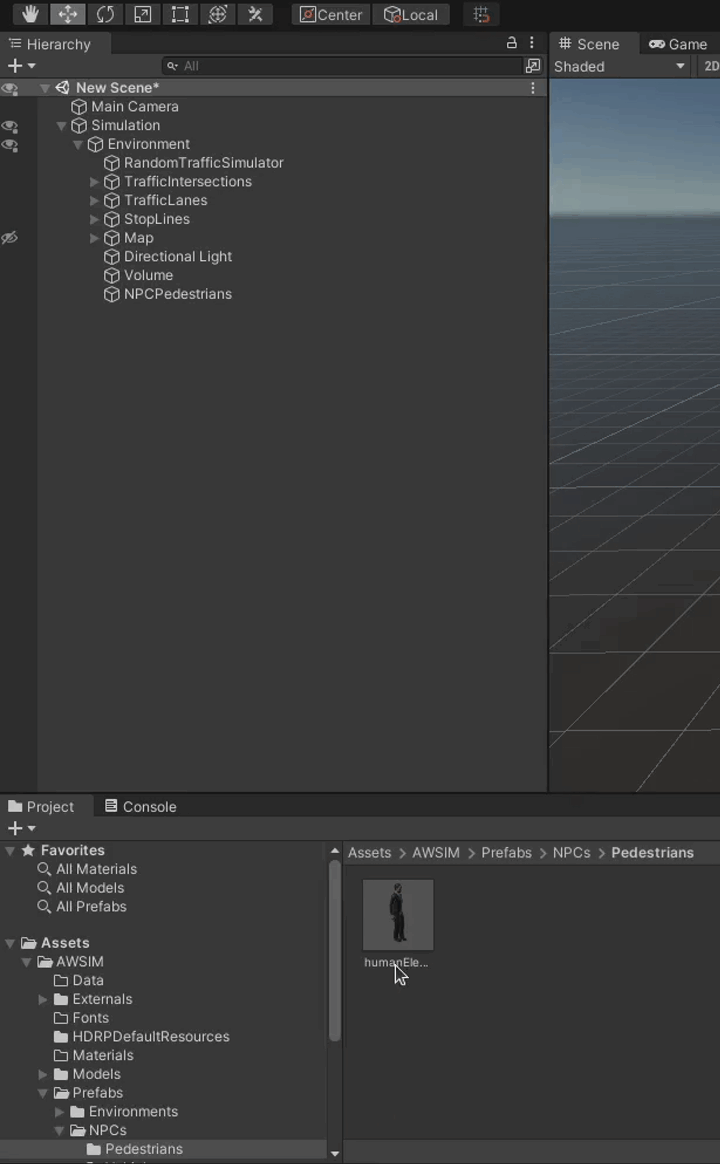 Center Local
Hierarchy
All
Scene Game
Shaded 2D
New Scene*
Main Camera
Simulation
Environment
RandomTrafficSimulator
TrafficIntersections
TrafficLanes
StopLines
Map
Directional Light
Volume
NPCPedestrians
Project Console
Favorites
All Materials
All Models
All Prefabs
Assets
AWSIM
Data
Externals
Fonts
HDRPDefaultResources
Materials
Models
Prefabs
Environments
NPCs
Pedestrians
Assets > AWSIM > Prefabs > NPCs > Pedestrians
humanEle...